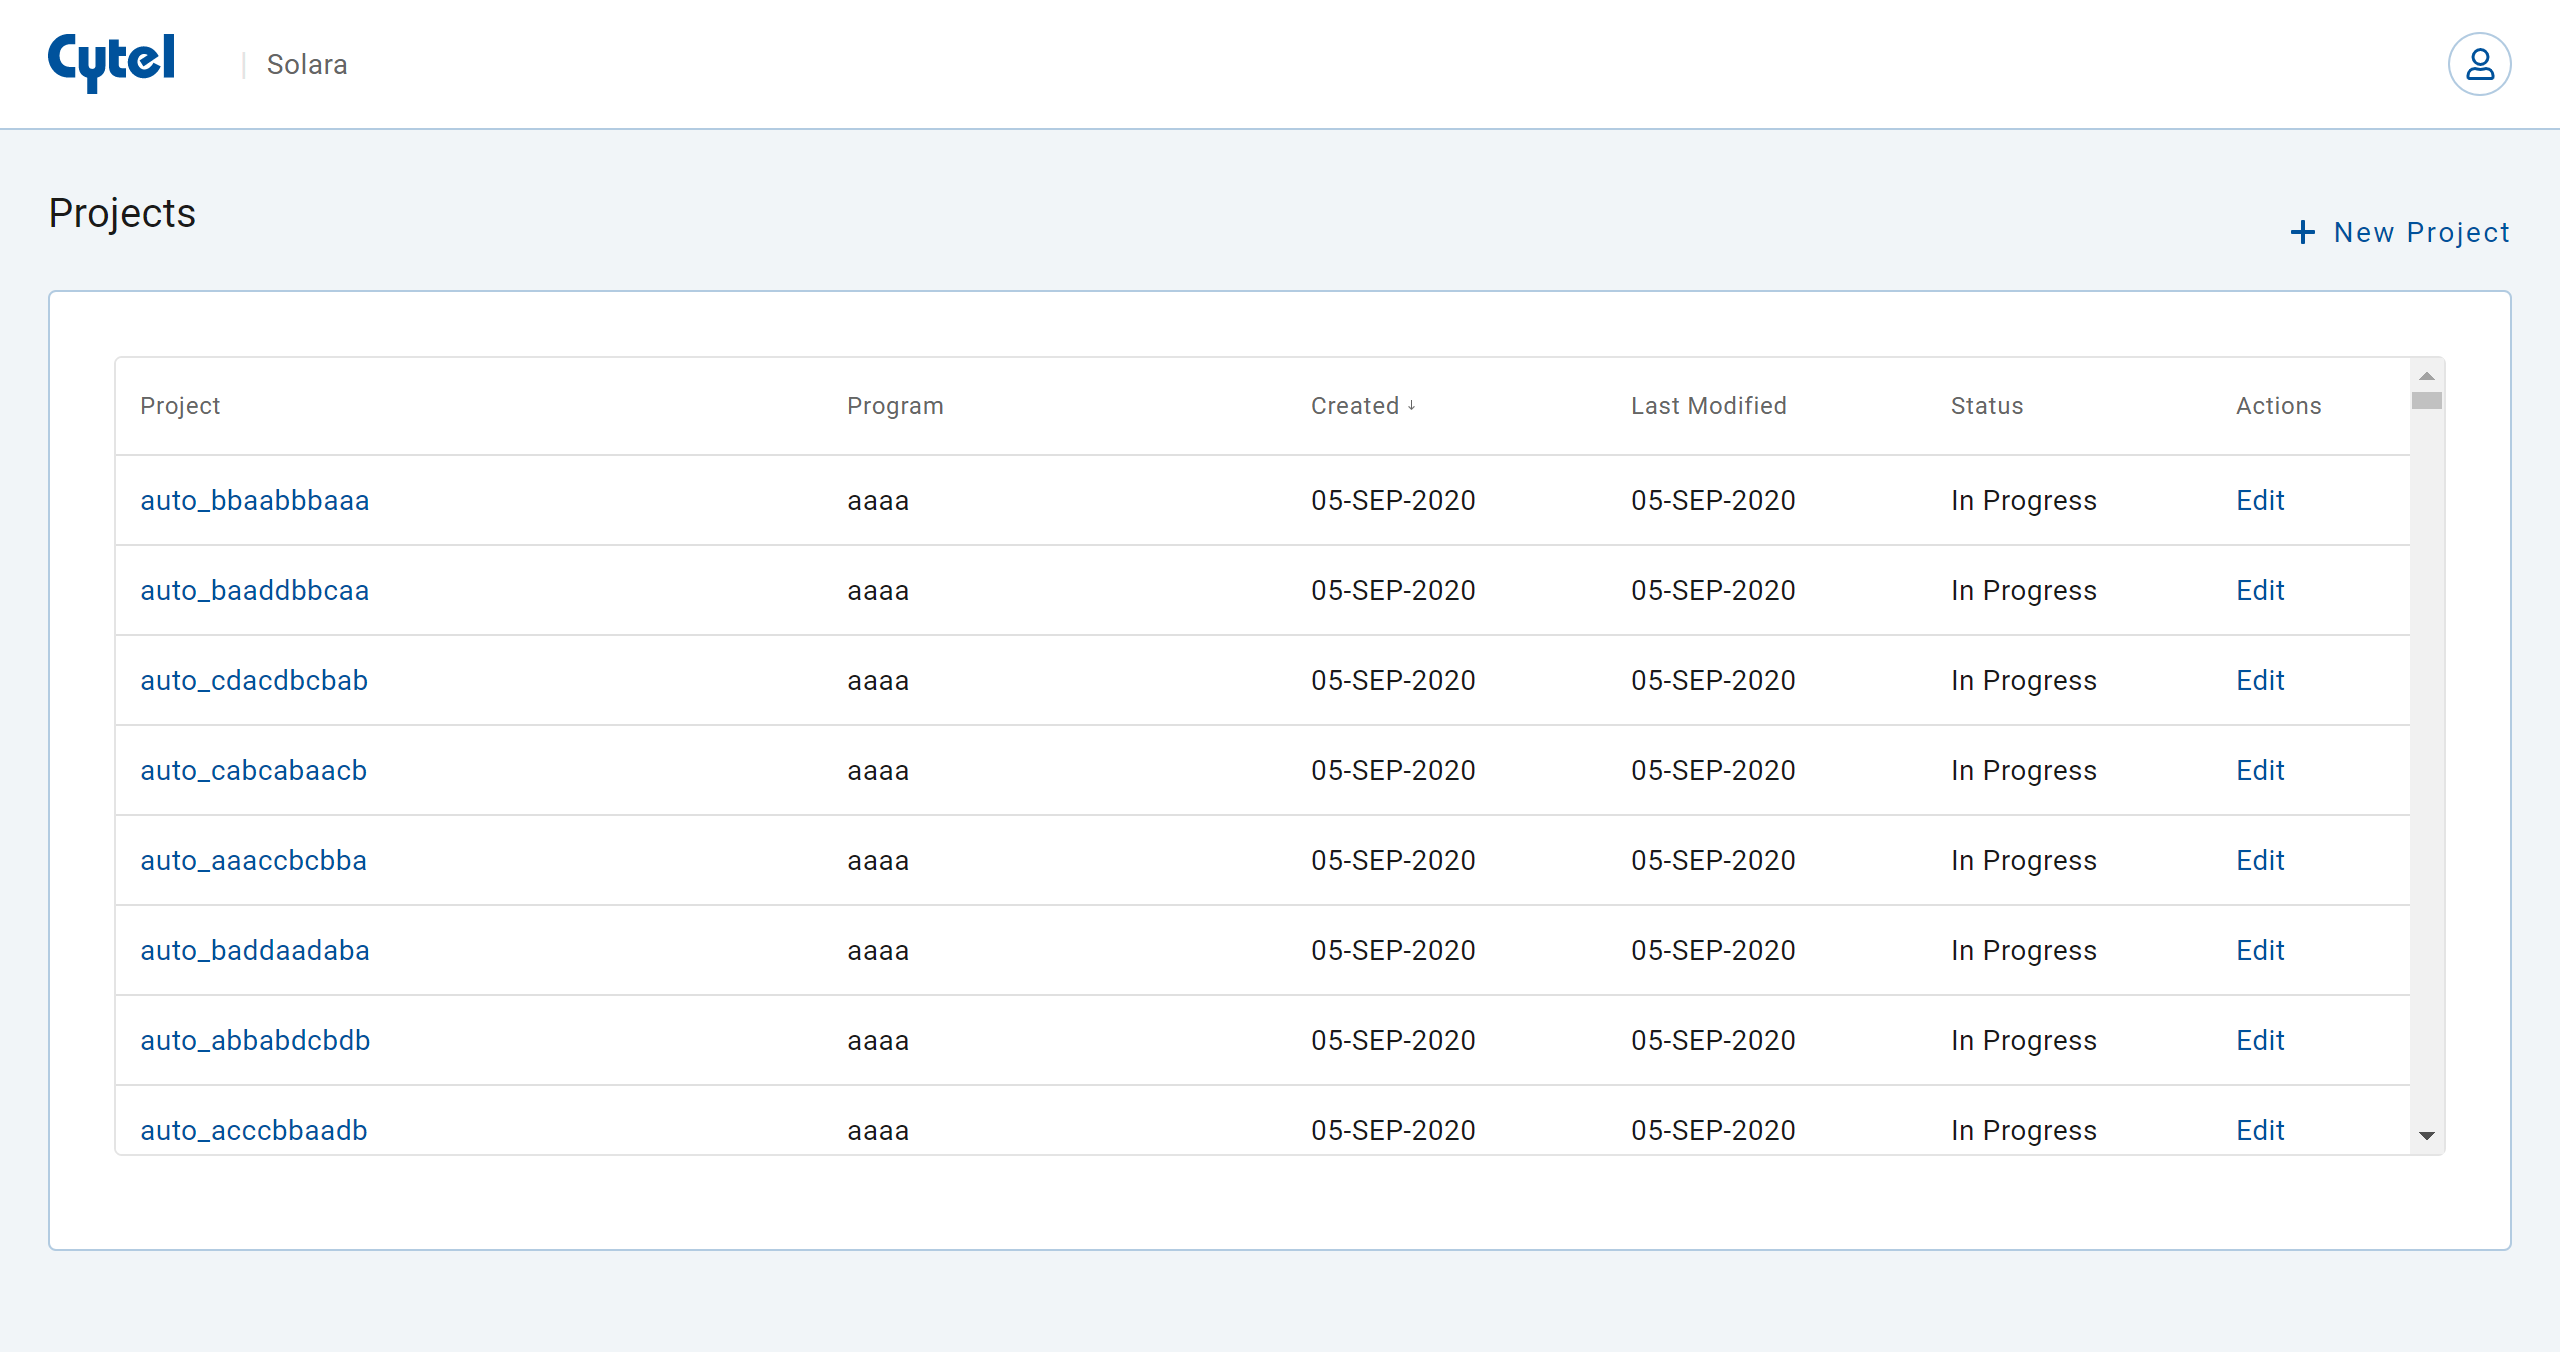 Cytel | Solara
Projects
+ New Project
Project Program Created ↓ Last Modified Status Actions
auto_bbaabbbaaa aaaa 05-SEP-2020 05-SEP-2020 In Progress Edit
auto_baaddbbcaa aaaa 05-SEP-2020 05-SEP-2020 In Progress Edit
auto_cdacdbcbab aaaa 05-SEP-2020 05-SEP-2020 In Progress Edit
auto_cabcabaacb aaaa 05-SEP-2020 05-SEP-2020 In Progress Edit
auto_aaaccbcbba aaaa 05-SEP-2020 05-SEP-2020 In Progress Edit
auto_baddaadaba aaaa 05-SEP-2020 05-SEP-2020 In Progress Edit
auto_abbabdcbdb aaaa 05-SEP-2020 05-SEP-2020 In Progress Edit
auto_acccbbaadb aaaa 05-SEP-2020 05-SEP-2020 In Progress Edit